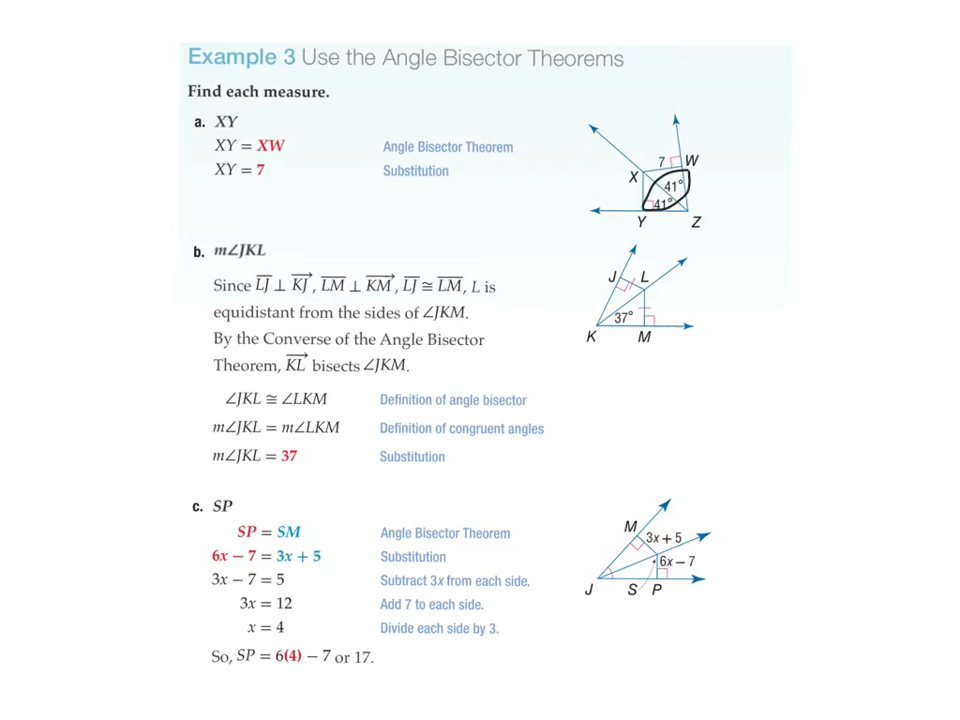 Example 3 Use the Angle Bisector Theorems
Find each measure.
a. XY
XY = XW Angle Bisector Theorem
XY = 7 Substitution
7 W
X 41°
41°
Y Z
b. m∠JKL
Since LJ ⊥ KJ, LM ⊥ KM, LJ ≅ LM, L is
equidistant from the sides of ∠JKM.
By the Converse of the Angle Bisector
Theorem, KL bisects ∠JKM.
J L
37°
K M
∠JKL ≅ ∠LKM Definition of angle bisector
m∠JKL = m∠LKM Definition of congruent angles
m∠JKL = 37 Substitution
c. SP
SP = SM Angle Bisector Theorem
6x − 7 = 3x + 5 Substitution
3x − 7 = 5 Subtract 3x from each side.
3x = 12 Add 7 to each side.
x = 4 Divide each side by 3.
So, SP = 6(4) − 7 or 17.
M 3x + 5
6x − 7
J S P